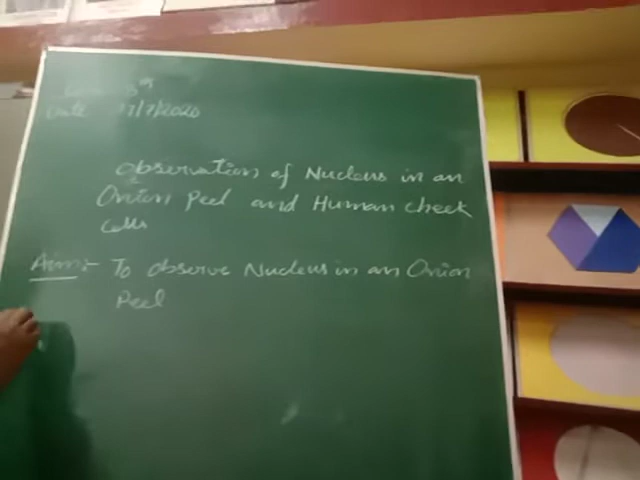 Date 17/7/2020
Observation of Nucleus in an
Onion Peel and Human cheek
cells
Aim:- To observe Nucleus in an Onion
Peel